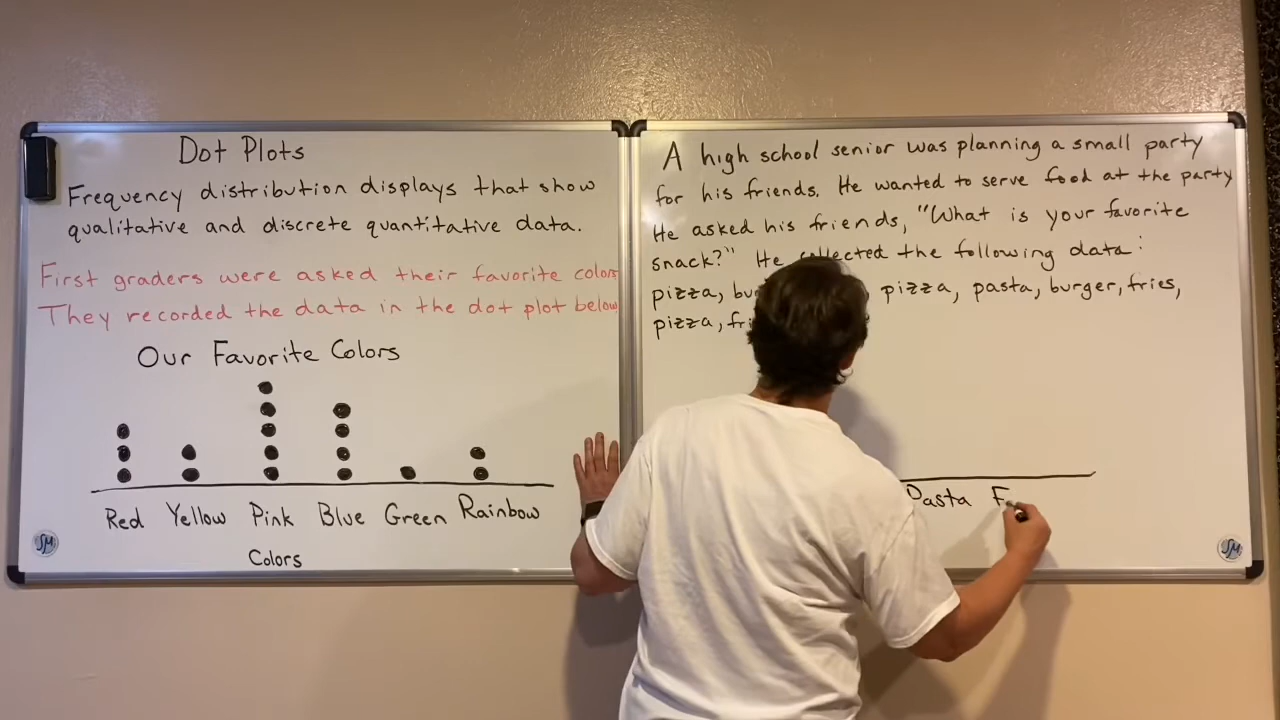 Dot Plots
Frequency distribution displays that show
qualitative and discrete quantitative data.
First graders were asked their favorite colors
They recorded the data in the dot plot below
Our Favorite Colors
Red Yellow Pink Blue Green Rainbow
Colors
SM
A high school senior was planning a small party
for his friends. He wanted to serve food at the party
He asked his friends, "What is your favorite
snack?" He collected the following data:
pizza, pizza, pasta, burger, fries,
pizza,
Pasta F
SM